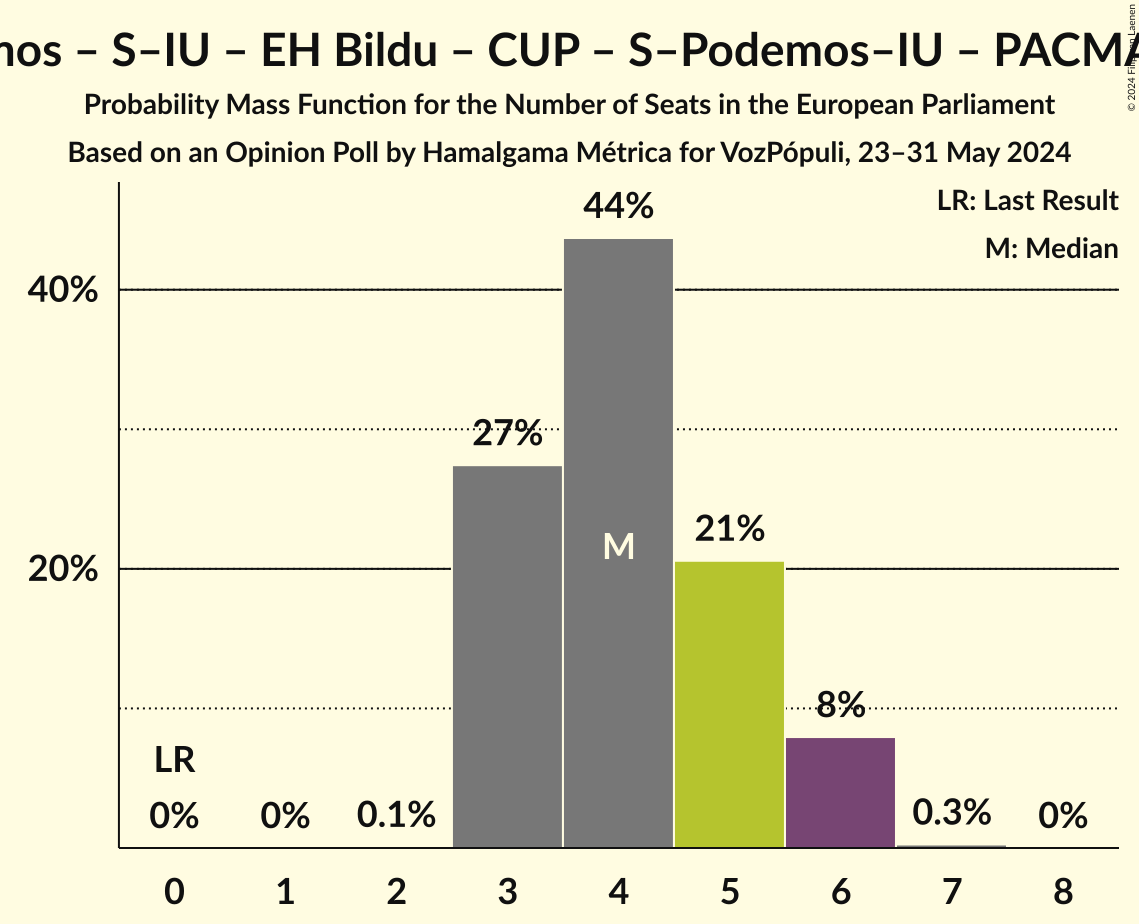 nos – S–IU – EH Bildu – CUP – S–Podemos–IU – PACMA
Probability Mass Function for the Number of Seats in the European Parliament
Based on an Opinion Poll by Hamalgama Métrica for VozPópuli, 23–31 May 2024
© 2024 Filip van Laenen
LR: Last Result
M: Median
44%
40%
27%
M
21%
20%
8%
LR
0%
0%
0.1%
0.3%
0%
0 1 2 3 4 5 6 7 8